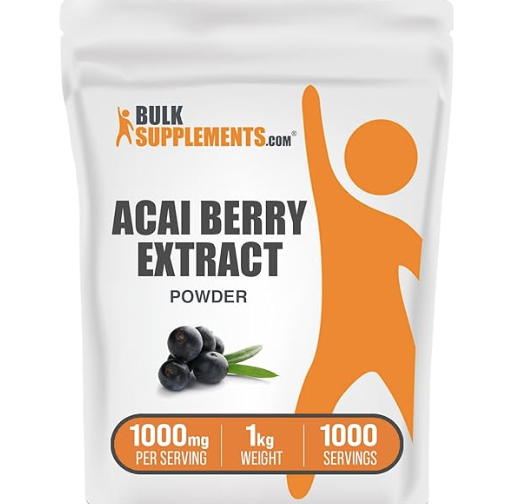 BULK
SUPPLEMENTS.COM®
ACAI BERRY
EXTRACT
POWDER
1000mg
PER SERVING
1kg
WEIGHT
1000
SERVINGS